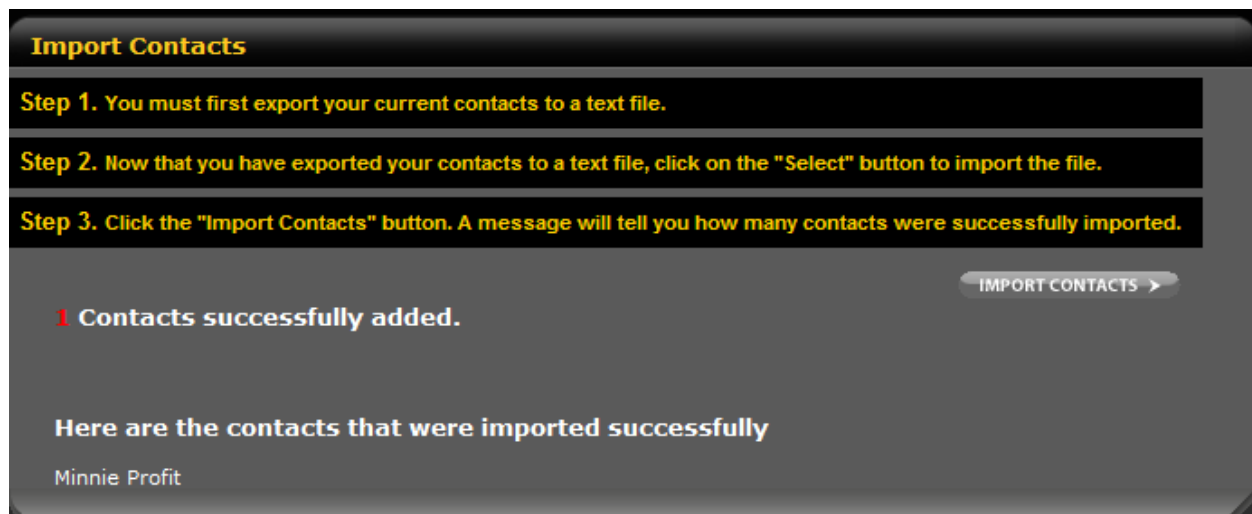 Import Contacts
Step 1. You must first export your current contacts to a text file.
Step 2. Now that you have exported your contacts to a text file, click on the "Select" button to import the file.
Step 3. Click the "Import Contacts" button. A message will tell you how many contacts were successfully imported.
IMPORT CONTACTS >
1 Contacts successfully added.
Here are the contacts that were imported successfully
Minnie Profit